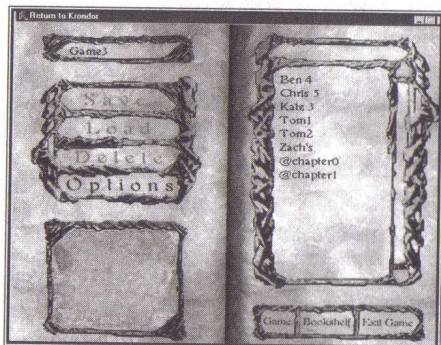 Return to Krondor
Game3
Save
Load
Delete
Options
Ben 4
Chris 5
Kate 3
Tom1
Tom2
Zach's
@chapter0
@chapter1
Game
Bookshelf
Exit Game